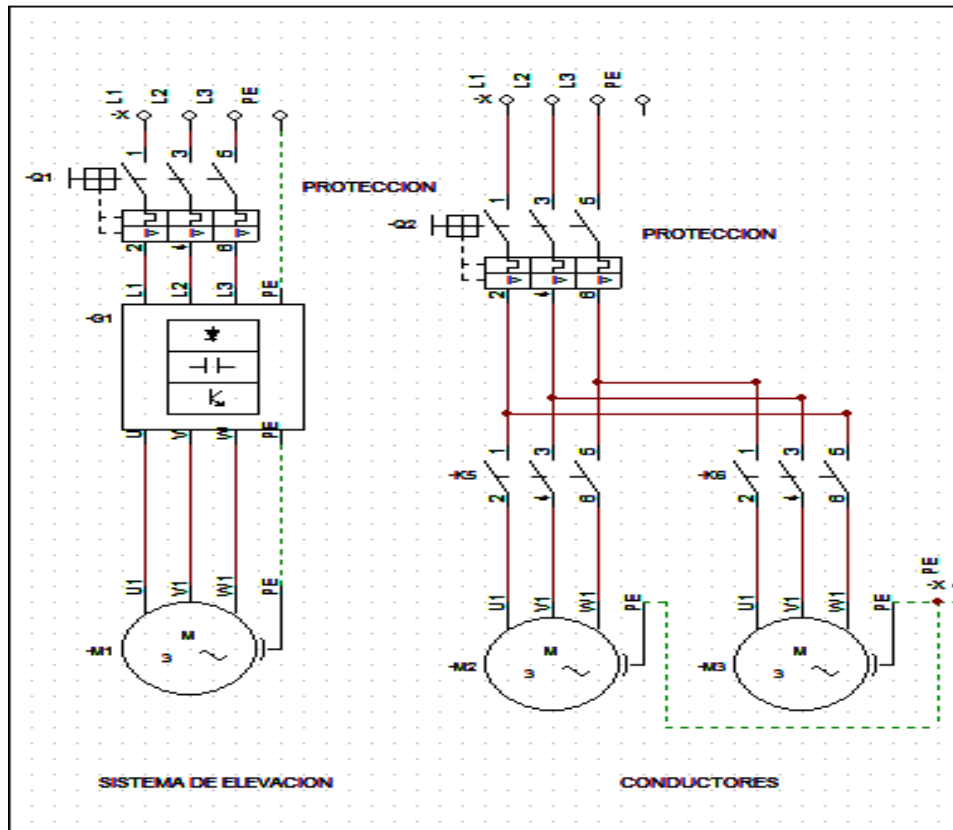 L1 L2 L3 PE
-X
1 3 5
-Q1
PROTECCION
2 4 6
L1 L2 L3 PE
-G1
U V W PE
U1 V1 W1 PE
M
3
-M1
SISTEMA DE ELEVACION
L1 L2 L3 PE
-X
1 3 5
-Q2
PROTECCION
2 4 6
1 3 5
-K5
2 4 6
1 3 5
-K6
2 4 6
U1 V1 W1 PE
M
3
-M2
U1 V1 W1 PE
M
3
-M3
PE
-X
CONDUCTORES